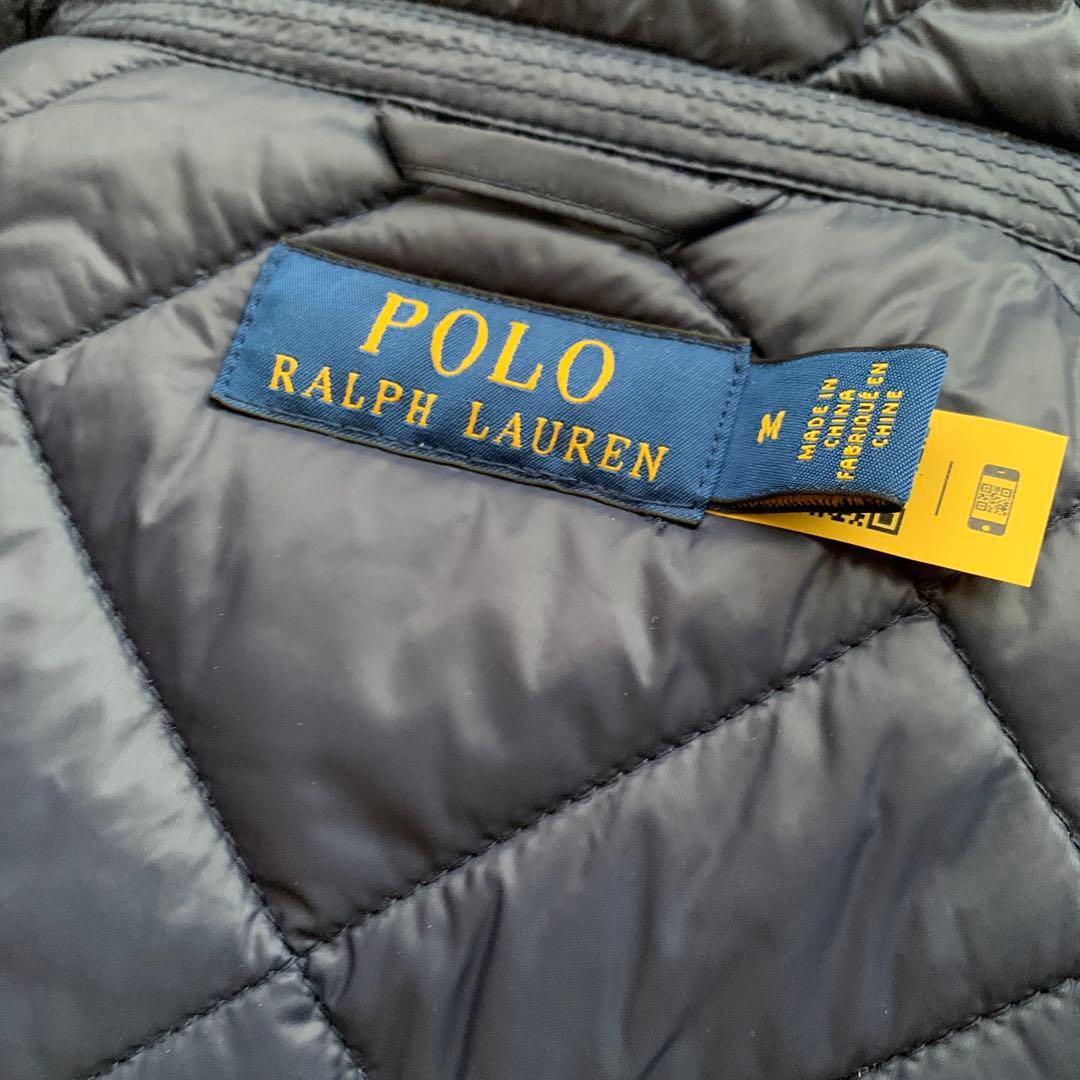 POLO
RALPH LAUREN
M
MADE IN
CHINA
FABRIQUÉ EN
CHINE